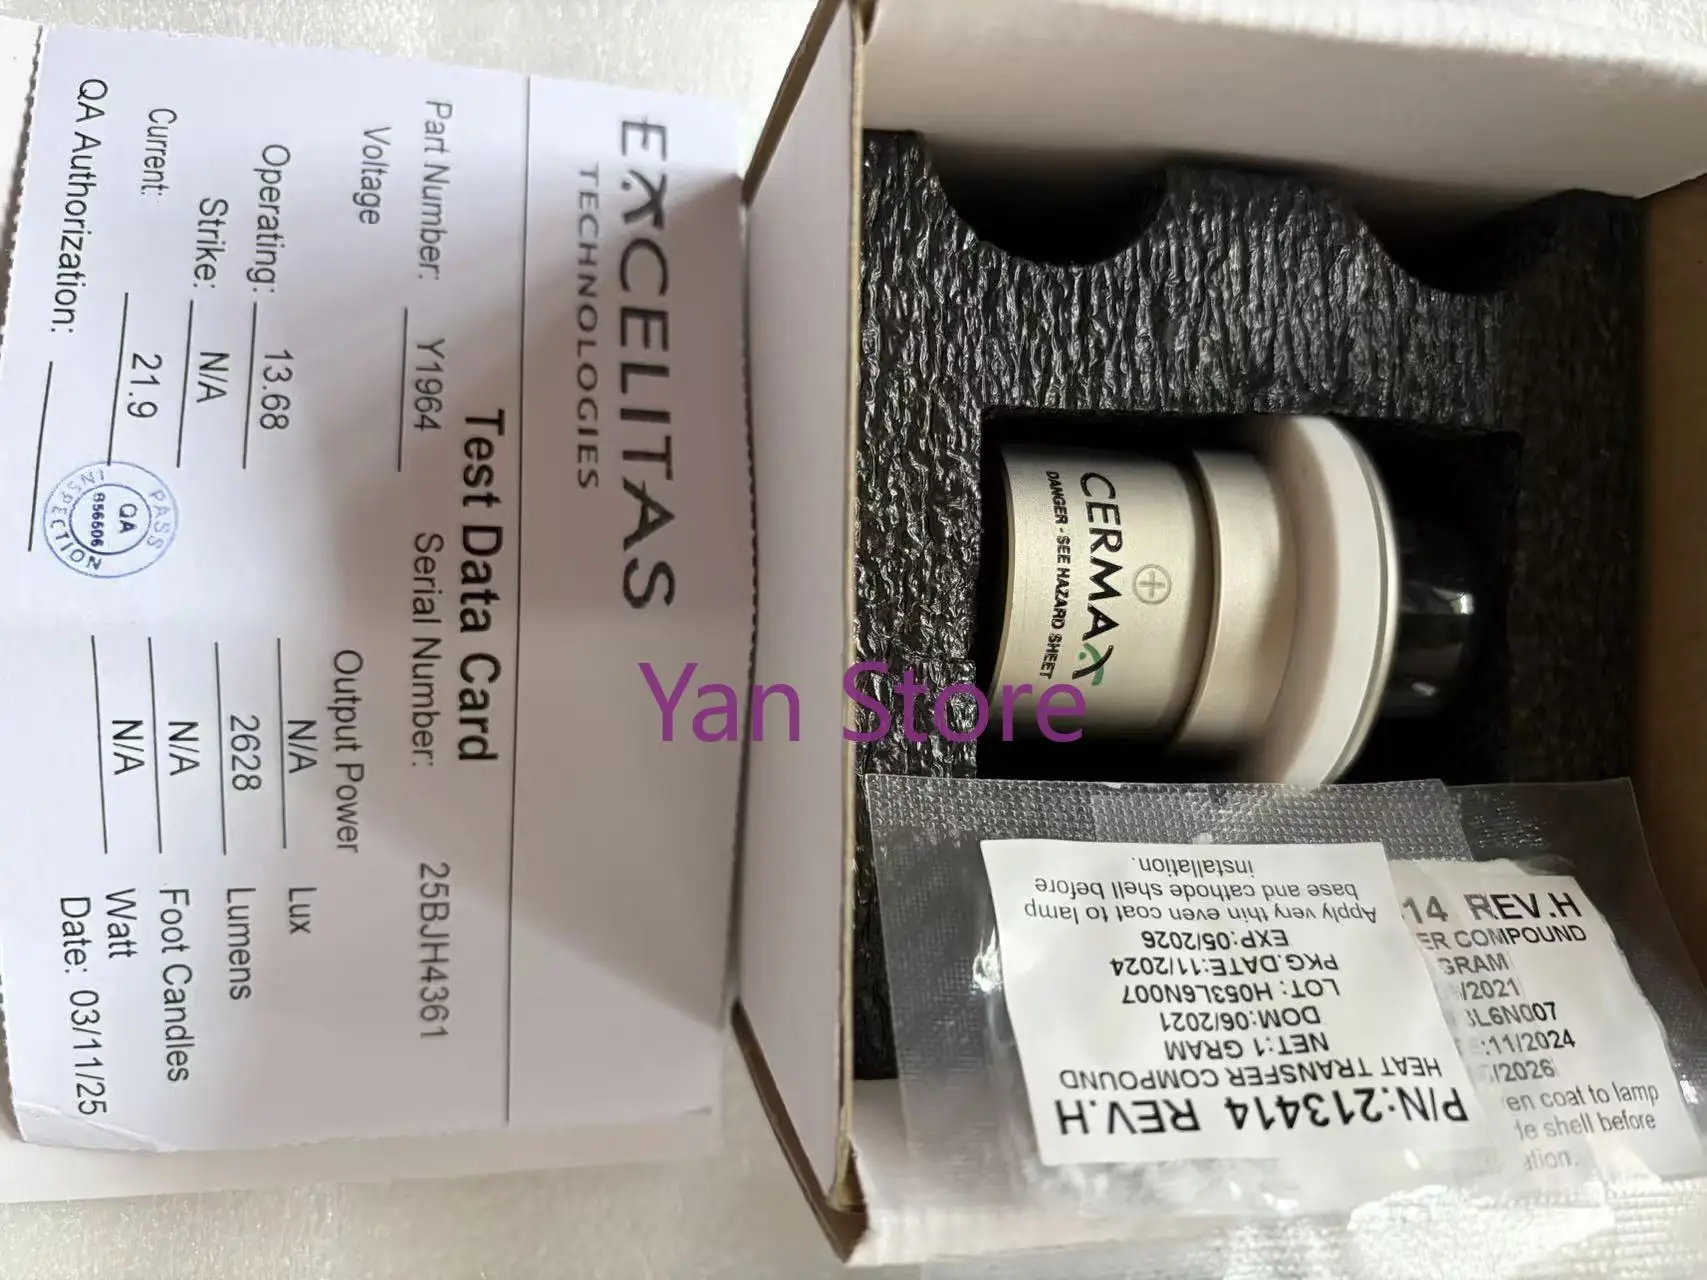 EXCELITAS
TECHNOLOGIES
Test Data Card
Part Number: Y1964 Serial Number: 25BJH4361
Voltage Output Power
Operating: 13.68 N/A Lux
Strike: N/A 2628 Lumens
Current: 21.9 N/A Foot Candles
N/A Watt
QA Authorization: Date: 03/11/25
PASS
QA
856606
INSPECTION
CERMAX
+
DANGER - SEE HAZARD SHEET
Yan Store
P/N:213414 REV.H
HEAT TRANSFER COMPOUND
NET:1 GRAM
DOM:06/2021
LOT: H053L6N007
PKG.DATE:11/2024
EXP:05/2026
Apply very thin even coat to lamp
base and cathode shell before
installation.
14 REV.H
ER COMPOUND
GRAM
/2021
3L6N007
:11/2024
/2026
en coat to lamp
de shell before
ation.